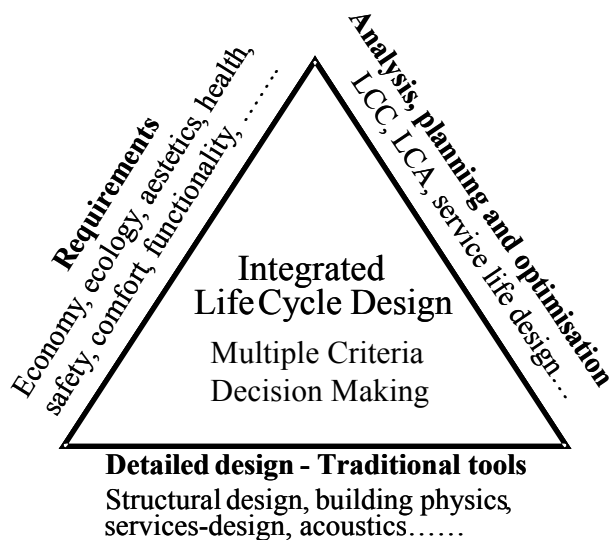 Requirements
Economy, ecology, aestetics, health,
safety, comfort, functionality, ........
Analysis, planning and optimisation
LCC, LCA, service life design...
Integrated
Life Cycle Design
Multiple Criteria
Decision Making
Detailed design - Traditional tools
Structural design, building physics,
services-design, acoustics......